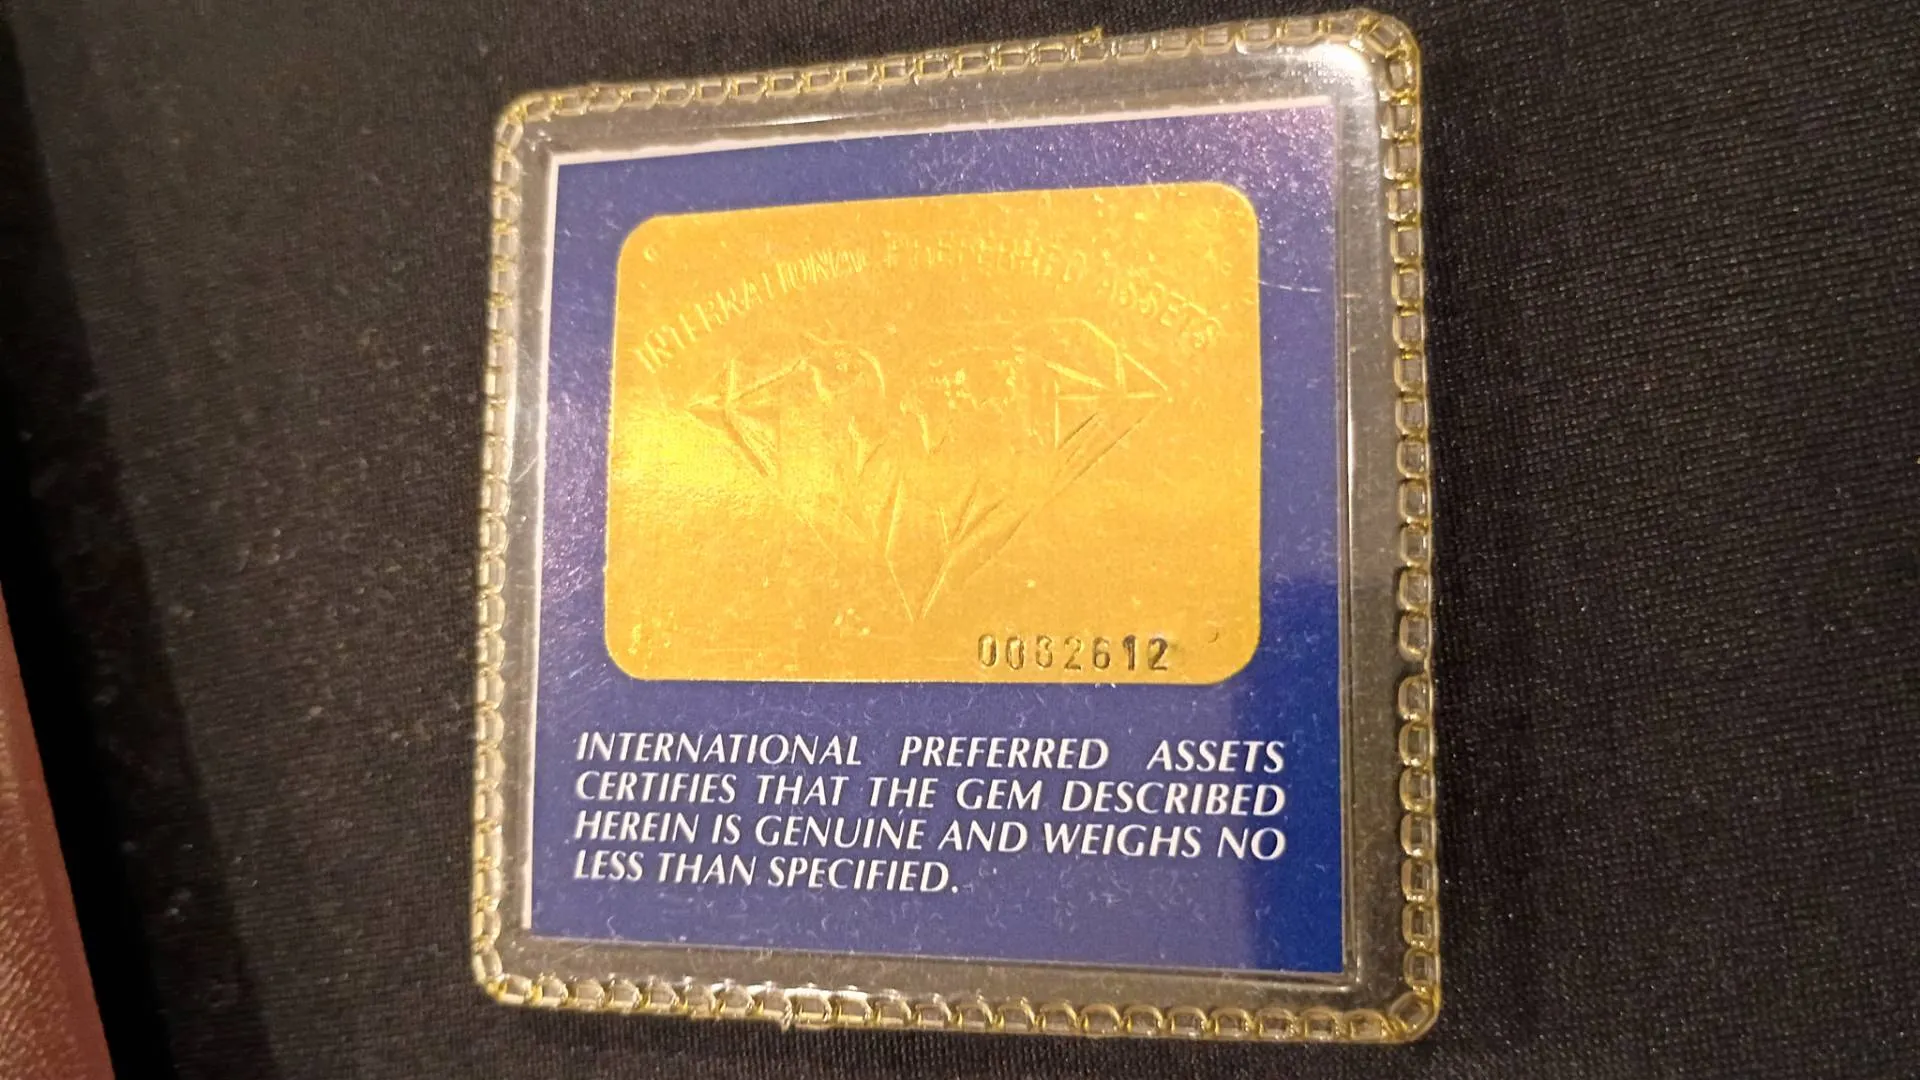 INTERNATIONAL PREFERRED ASSETS
0062612
INTERNATIONAL PREFERRED ASSETS
CERTIFIES THAT THE GEM DESCRIBED
HEREIN IS GENUINE AND WEIGHS NO
LESS THAN SPECIFIED.